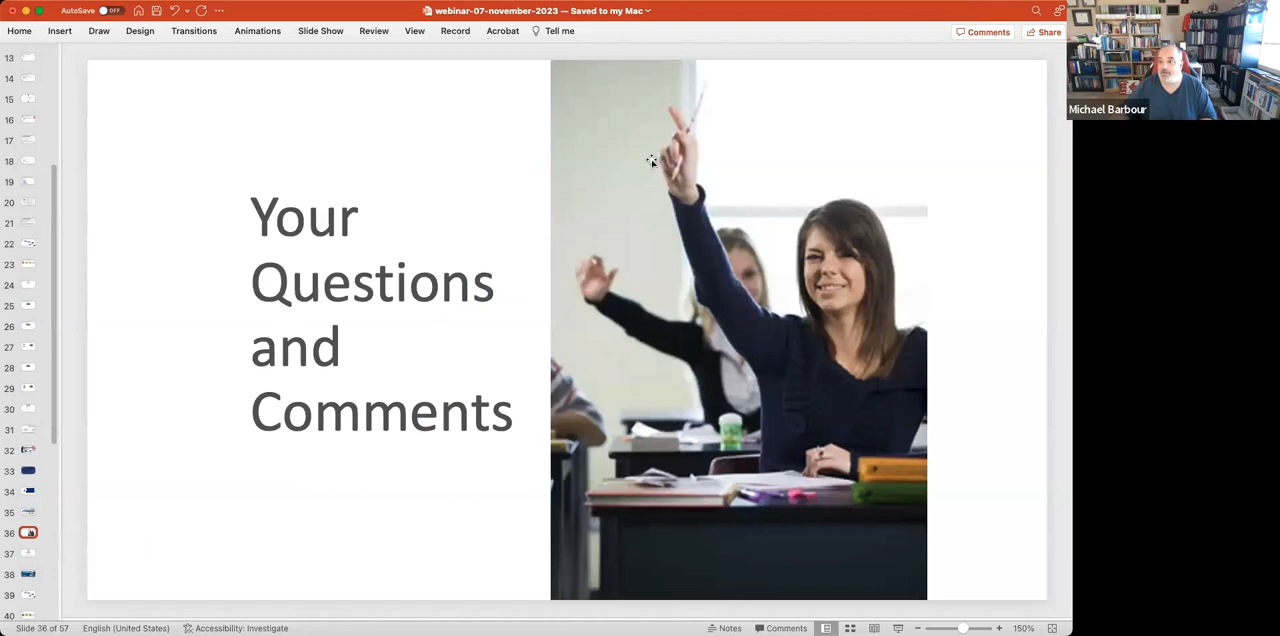 AutoSave OFF
webinar-07-november-2023 — Saved to my Mac
Home Insert Draw Design Transitions Animations Slide Show Review View Record Acrobat Tell me
Comments Share
Michael Barbour
13
14
15
16
17
18
19
20
21
22
23
24
25
26
27
28
29
30
31
32
33
34
35
36
37
38
39
40
Your
Questions
and
Comments
Slide 36 of 57 English (United States) Accessibility: Investigate Notes Comments 150%